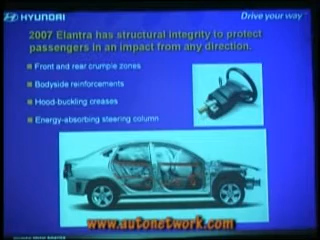 HYUNDAI
Drive your way
2007 Elantra has structural integrity to protect
passengers in an impact from any direction.
Front and rear crumple zones
Bodyside reinforcements
Hood-buckling creases
Energy-absorbing steering column
www.autonetwork.com